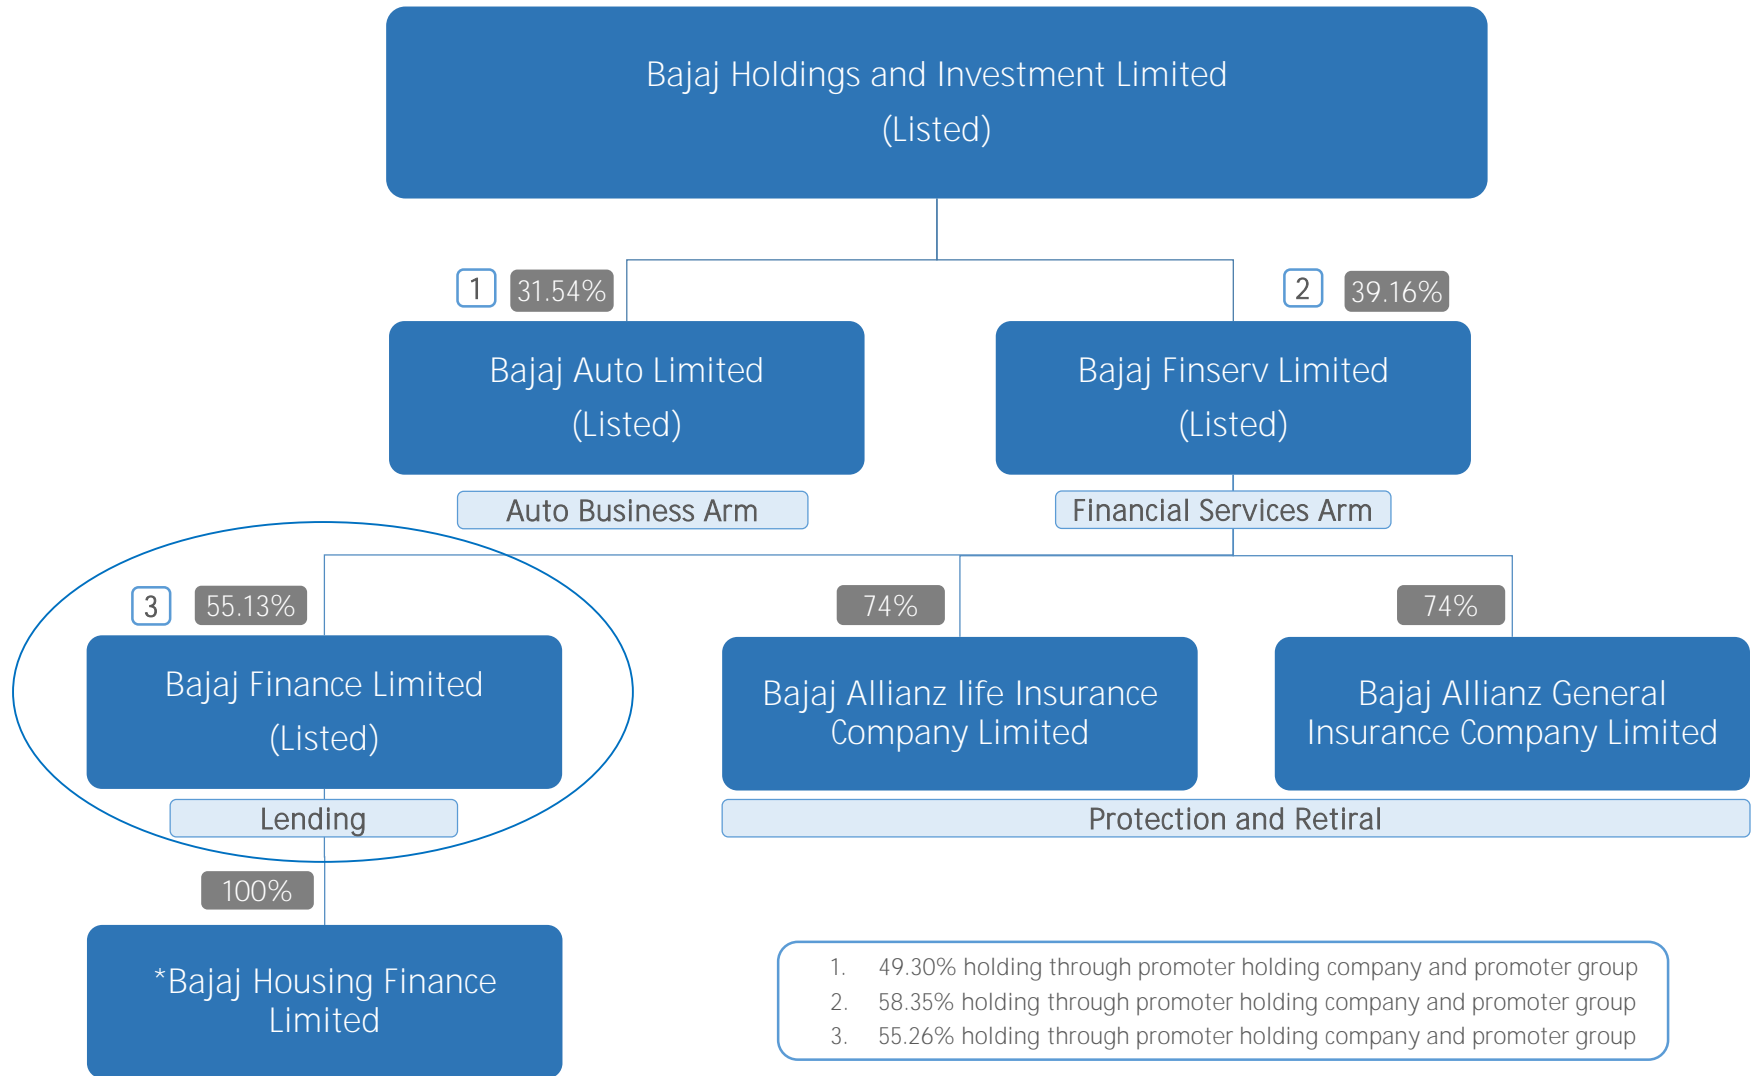 Bajaj Holdings and Investment Limited
(Listed)
1
31.54%
2
39.16%
Bajaj Auto Limited
(Listed)
Bajaj Finserv Limited
(Listed)
Auto Business Arm
Financial Services Arm
3
55.13%
74%
74%
Bajaj Finance Limited
(Listed)
Bajaj Allianz life Insurance
Company Limited
Bajaj Allianz General
Insurance Company Limited
Lending
Protection and Retiral
100%
*Bajaj Housing Finance
Limited
1. 49.30% holding through promoter holding company and promoter group
2. 58.35% holding through promoter holding company and promoter group
3. 55.26% holding through promoter holding company and promoter group